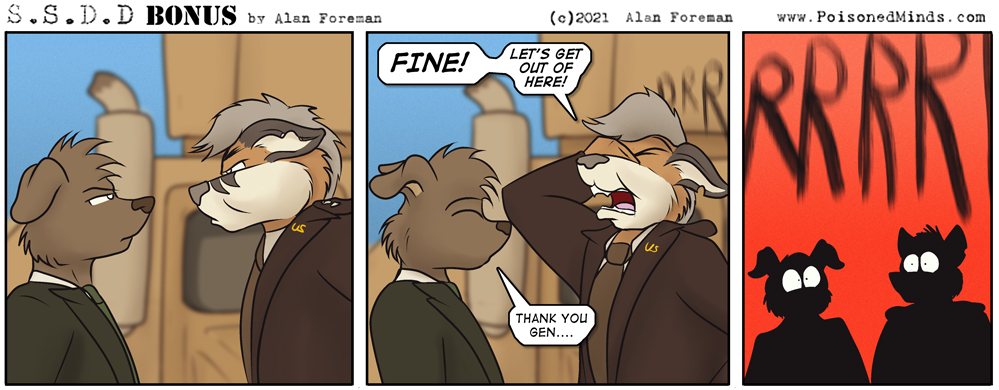 S.S.D.D BONUS by Alan Foreman (c)2021 Alan Foreman www.PoisonedMinds.com
FINE!
LET'S GET
OUT OF
HERE!
US
US
RRR
THANK YOU
GEN....
RRRR